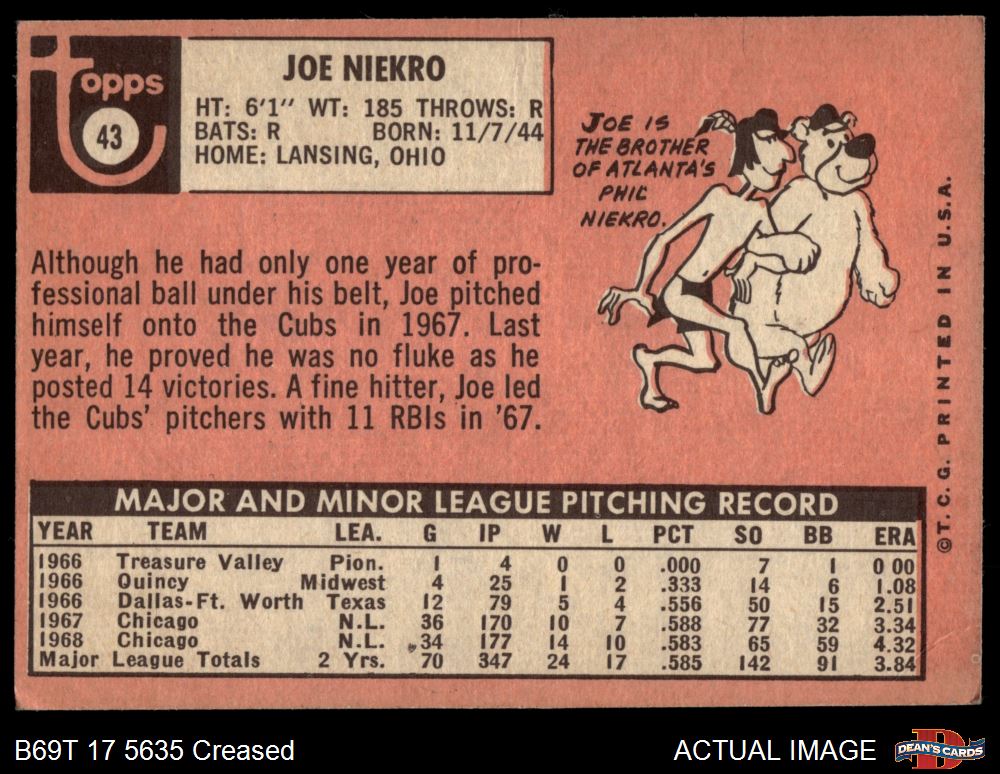 topps
43
JOE NIEKRO
HT: 6'1" WT: 185 THROWS: R
BATS: R BORN: 11/7/44
HOME: LANSING, OHIO
JOE IS
THE BROTHER
OF ATLANTA'S
PHIL
NIEKRO.
Although he had only one year of pro-
fessional ball under his belt, Joe pitched
himself onto the Cubs in 1967. Last
year, he proved he was no fluke as he
posted 14 victories. A fine hitter, Joe led
the Cubs' pitchers with 11 RBIs in '67.
MAJOR AND MINOR LEAGUE PITCHING RECORD
YEAR TEAM LEA. G IP W L PCT SO BB ERA
1966 Treasure Valley Pion. 1 4 0 0 .000 7 1 0 00
1966 Quincy Midwest 4 25 1 2 .333 14 6 1.08
1966 Dallas-Ft. Worth Texas 12 79 5 4 .556 50 15 2.51
1967 Chicago N.L. 36 170 10 7 .588 77 32 3.34
1968 Chicago N.L. 34 177 14 10 .583 65 59 4.32
Major League Totals 2 Yrs. 70 347 24 17 .585 142 91 3.84
©T. C. G. PRINTED IN U.S.A.
B69T 17 5635 Creased
ACTUAL IMAGE
D
DEAN'S CARDS